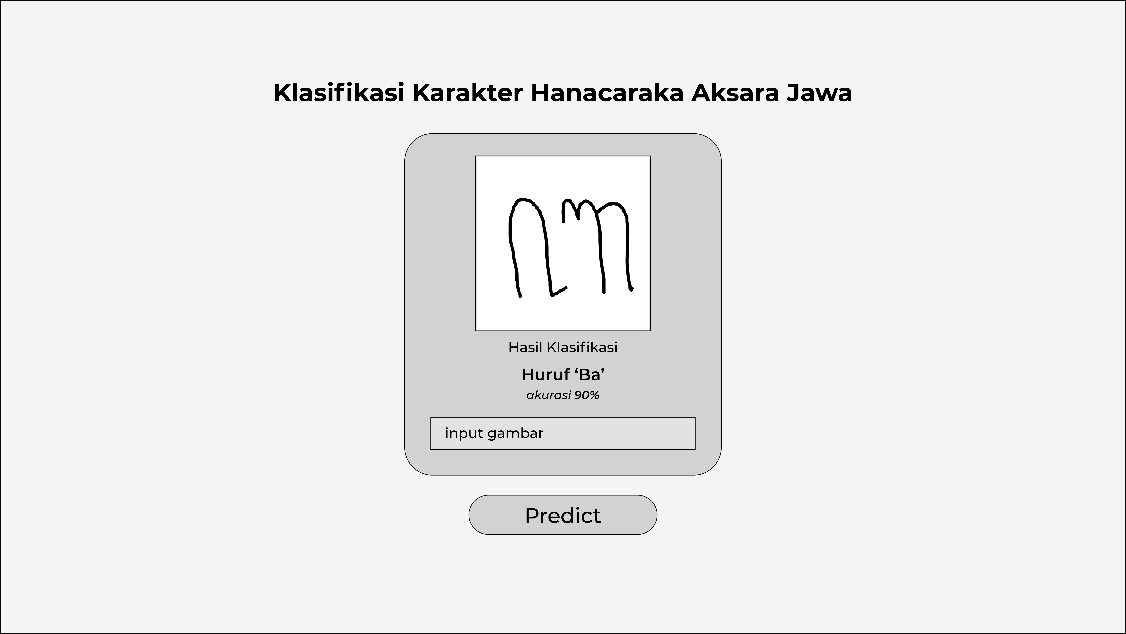 Klasifikasi Karakter Hanacaraka Aksara Jawa
ꦧ
Hasil Klasifikasi
Huruf ‘Ba’
akurasi 90%
input gambar
Predict